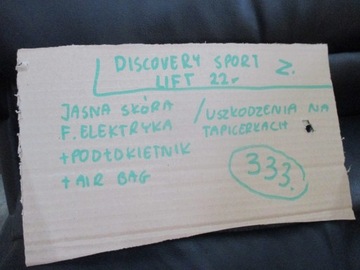 DISCOVERY SPORT Z.
LIFT 22r
JASNA SKÓRA / USZKODZENIA NA
F. ELEKTRYKA TAPICERKACH
+ PODŁOKIETNIK
+ AIR BAG
333.